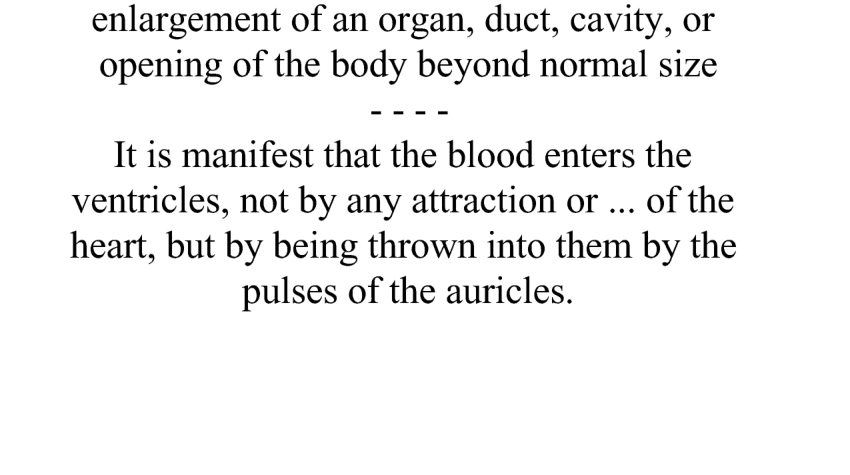 enlargement of an organ, duct, cavity, or
opening of the body beyond normal size
- - - -
It is manifest that the blood enters the
ventricles, not by any attraction or ... of the
heart, but by being thrown into them by the
pulses of the auricles.